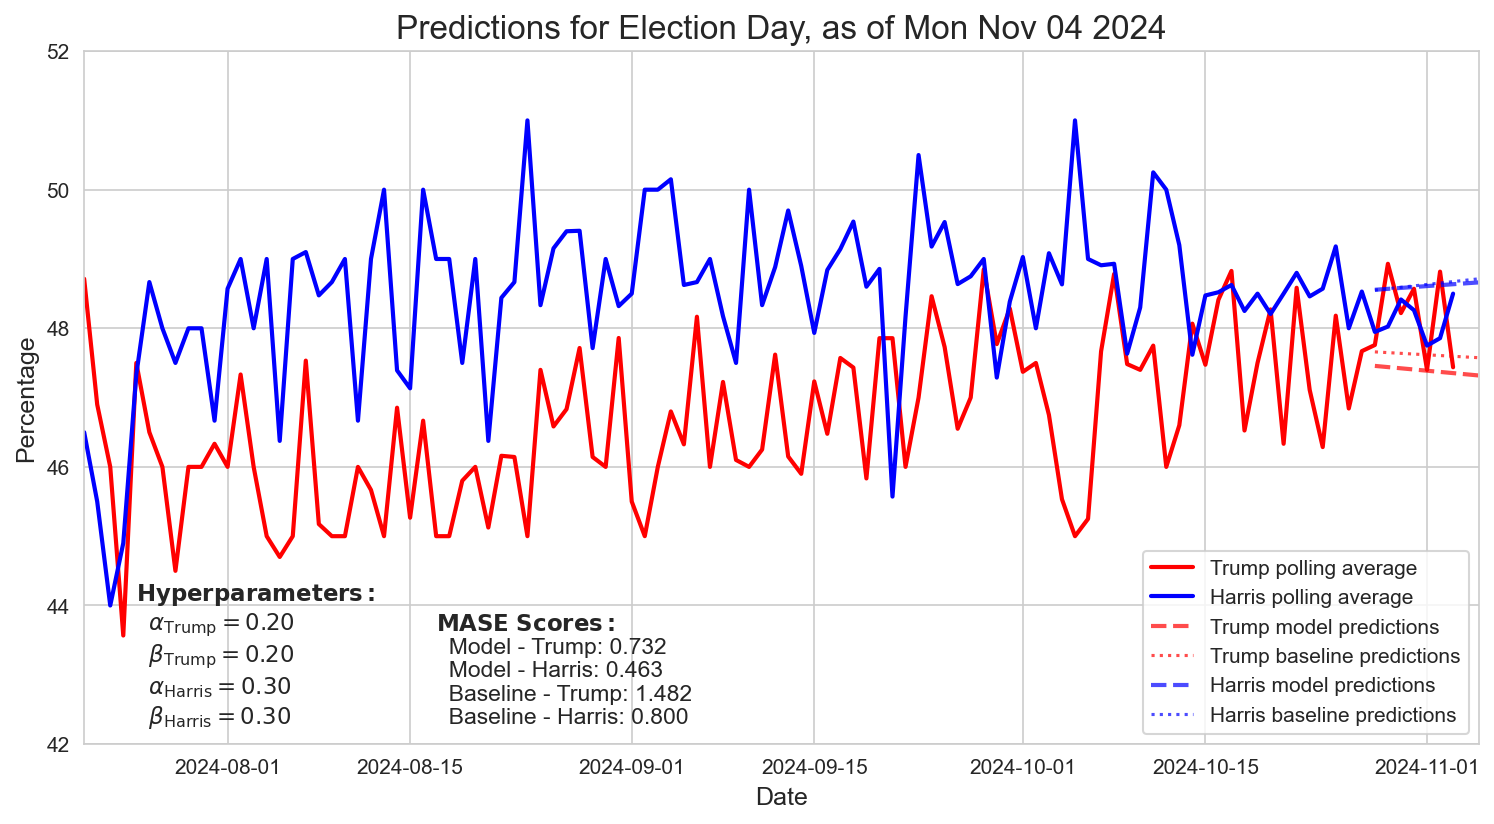 Predictions for Election Day, as of Mon Nov 04 2024
Percentage
52
50
48
46
44
42
Hyperparameters:
α_Trump = 0.20
β_Trump = 0.20
α_Harris = 0.30
β_Harris = 0.30
MASE Scores:
Model - Trump: 0.732
Model - Harris: 0.463
Baseline - Trump: 1.482
Baseline - Harris: 0.800
Trump polling average
Harris polling average
Trump model predictions
Trump baseline predictions
Harris model predictions
Harris baseline predictions
2024-08-01 2024-08-15 2024-09-01 2024-09-15 2024-10-01 2024-10-15 2024-11-01
Date